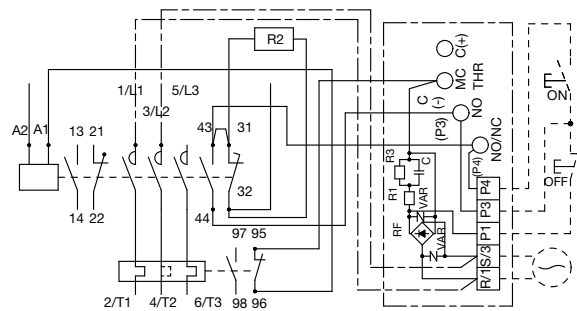 R2
C(+)
1/L1
5/L3
3/L2
MC
THR
C
(-)
NO
(P3)
NO/NC
(P4)
ON
OFF
A2
A1
13
21
43
31
14
22
44
32
97
95
98
96
2/T1
4/T2
6/T3
R3
C
R1
VAR
RF
VAR
P4
P3
P1
S/3
R/1